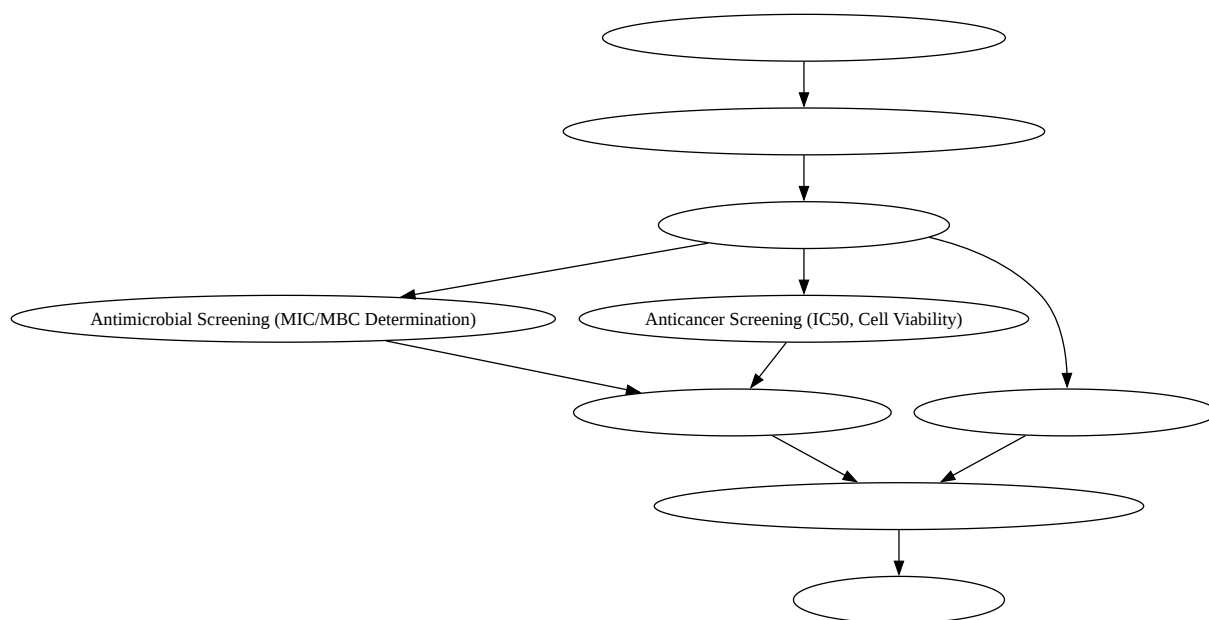 Antimicrobial Screening (MIC/MBC Determination)
Anticancer Screening (IC50, Cell Viability)